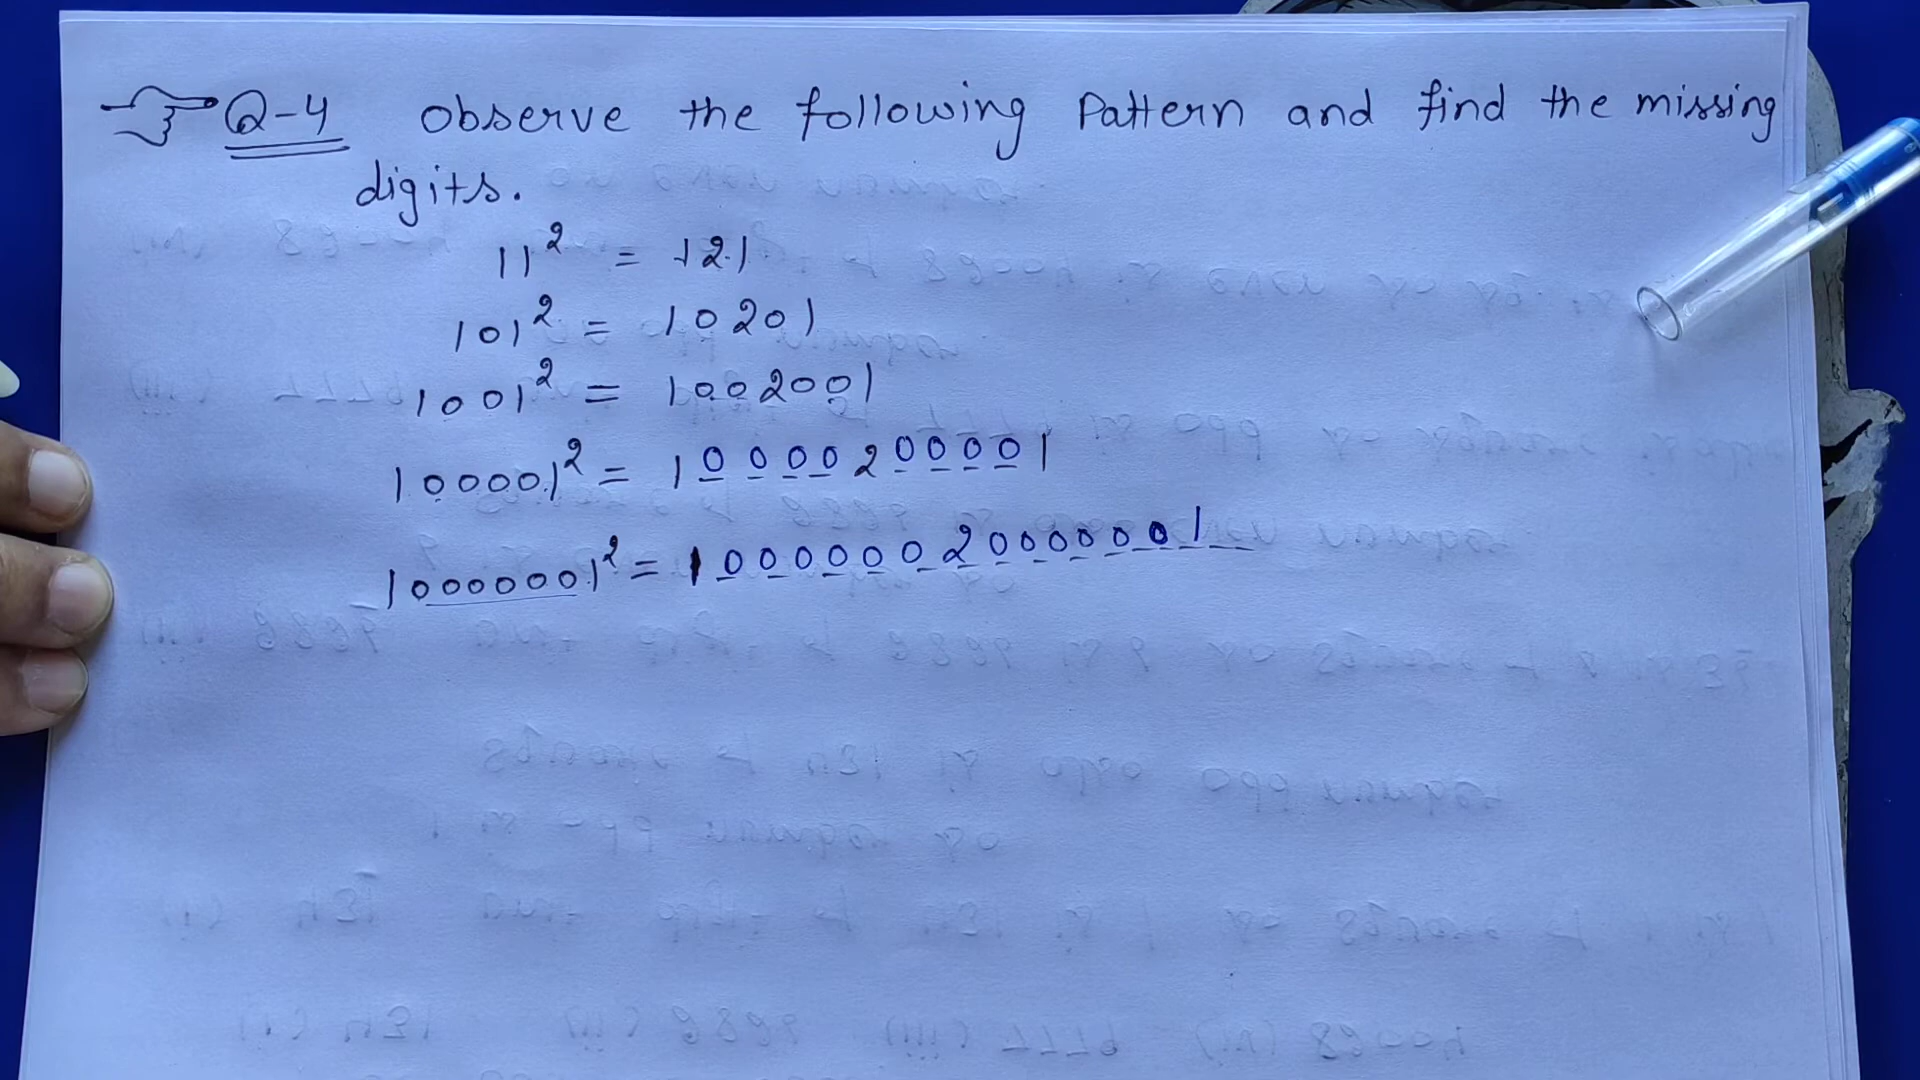 Q-4 Observe the following Pattern and find the missing
digits.
11² = 121
101² = 10201
1001² = 1002001
100001² = 10000200001
10000001² = 1000000200000001